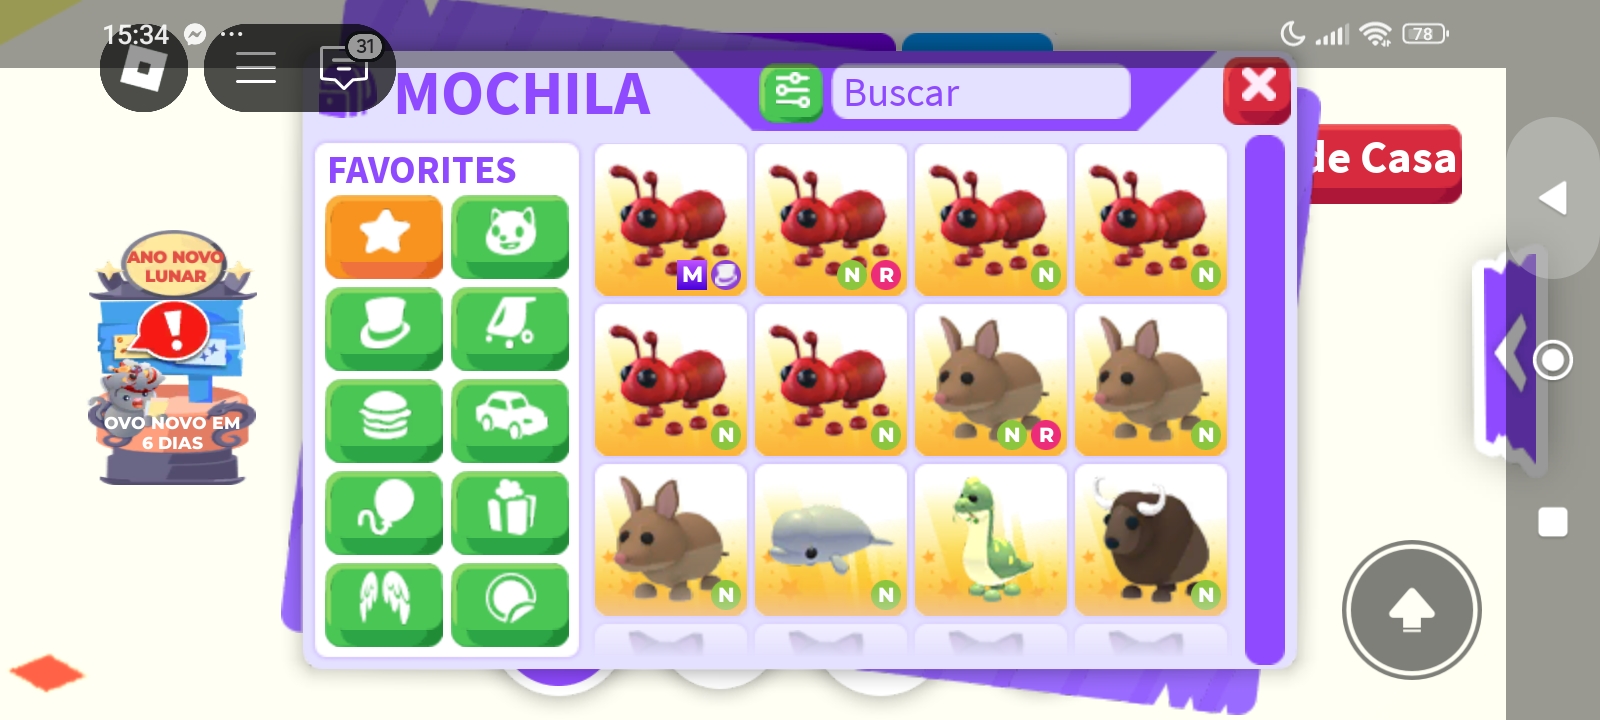 15:34
31
78
MOCHILA
Buscar
de Casa
FAVORITES
ANO NOVO
LUNAR
!
OVO NOVO EM
6 DIAS
M
N R
N
N
N
N
N R
N
N
N
N